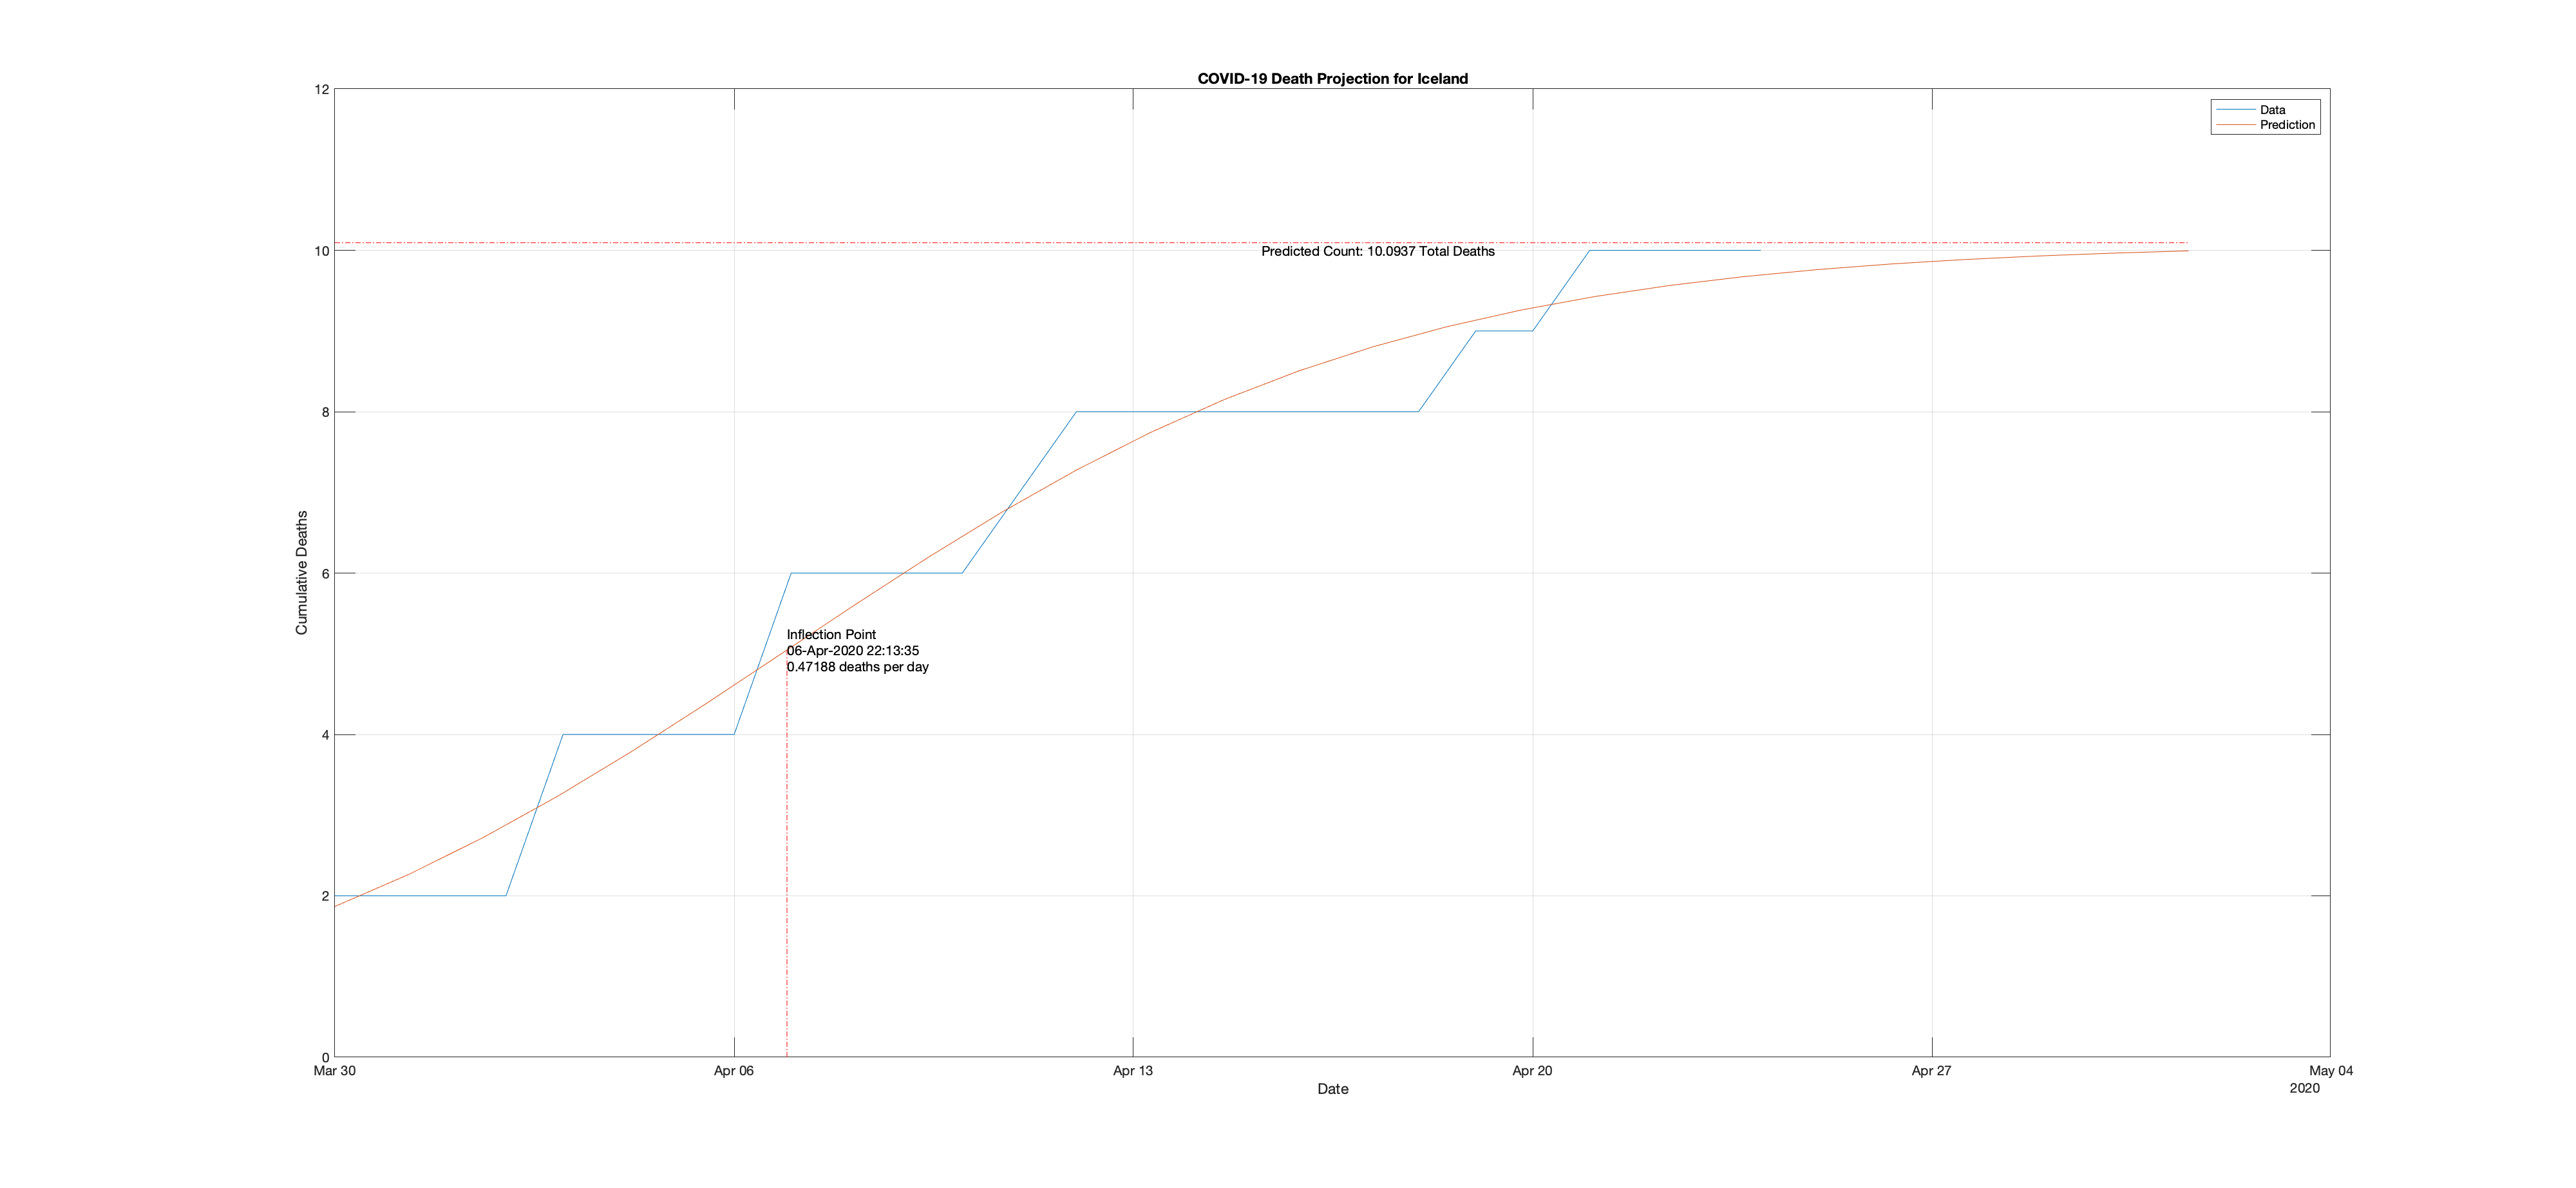 COVID-19 Death Projection for Iceland
Data
Prediction
12
10
8
6
4
2
0
Cumulative Deaths
Predicted Count: 10.0937 Total Deaths
Inflection Point
06-Apr-2020 22:13:35
0.47188 deaths per day
Mar 30
Apr 06
Apr 13
Apr 20
Apr 27
May 04
2020
Date